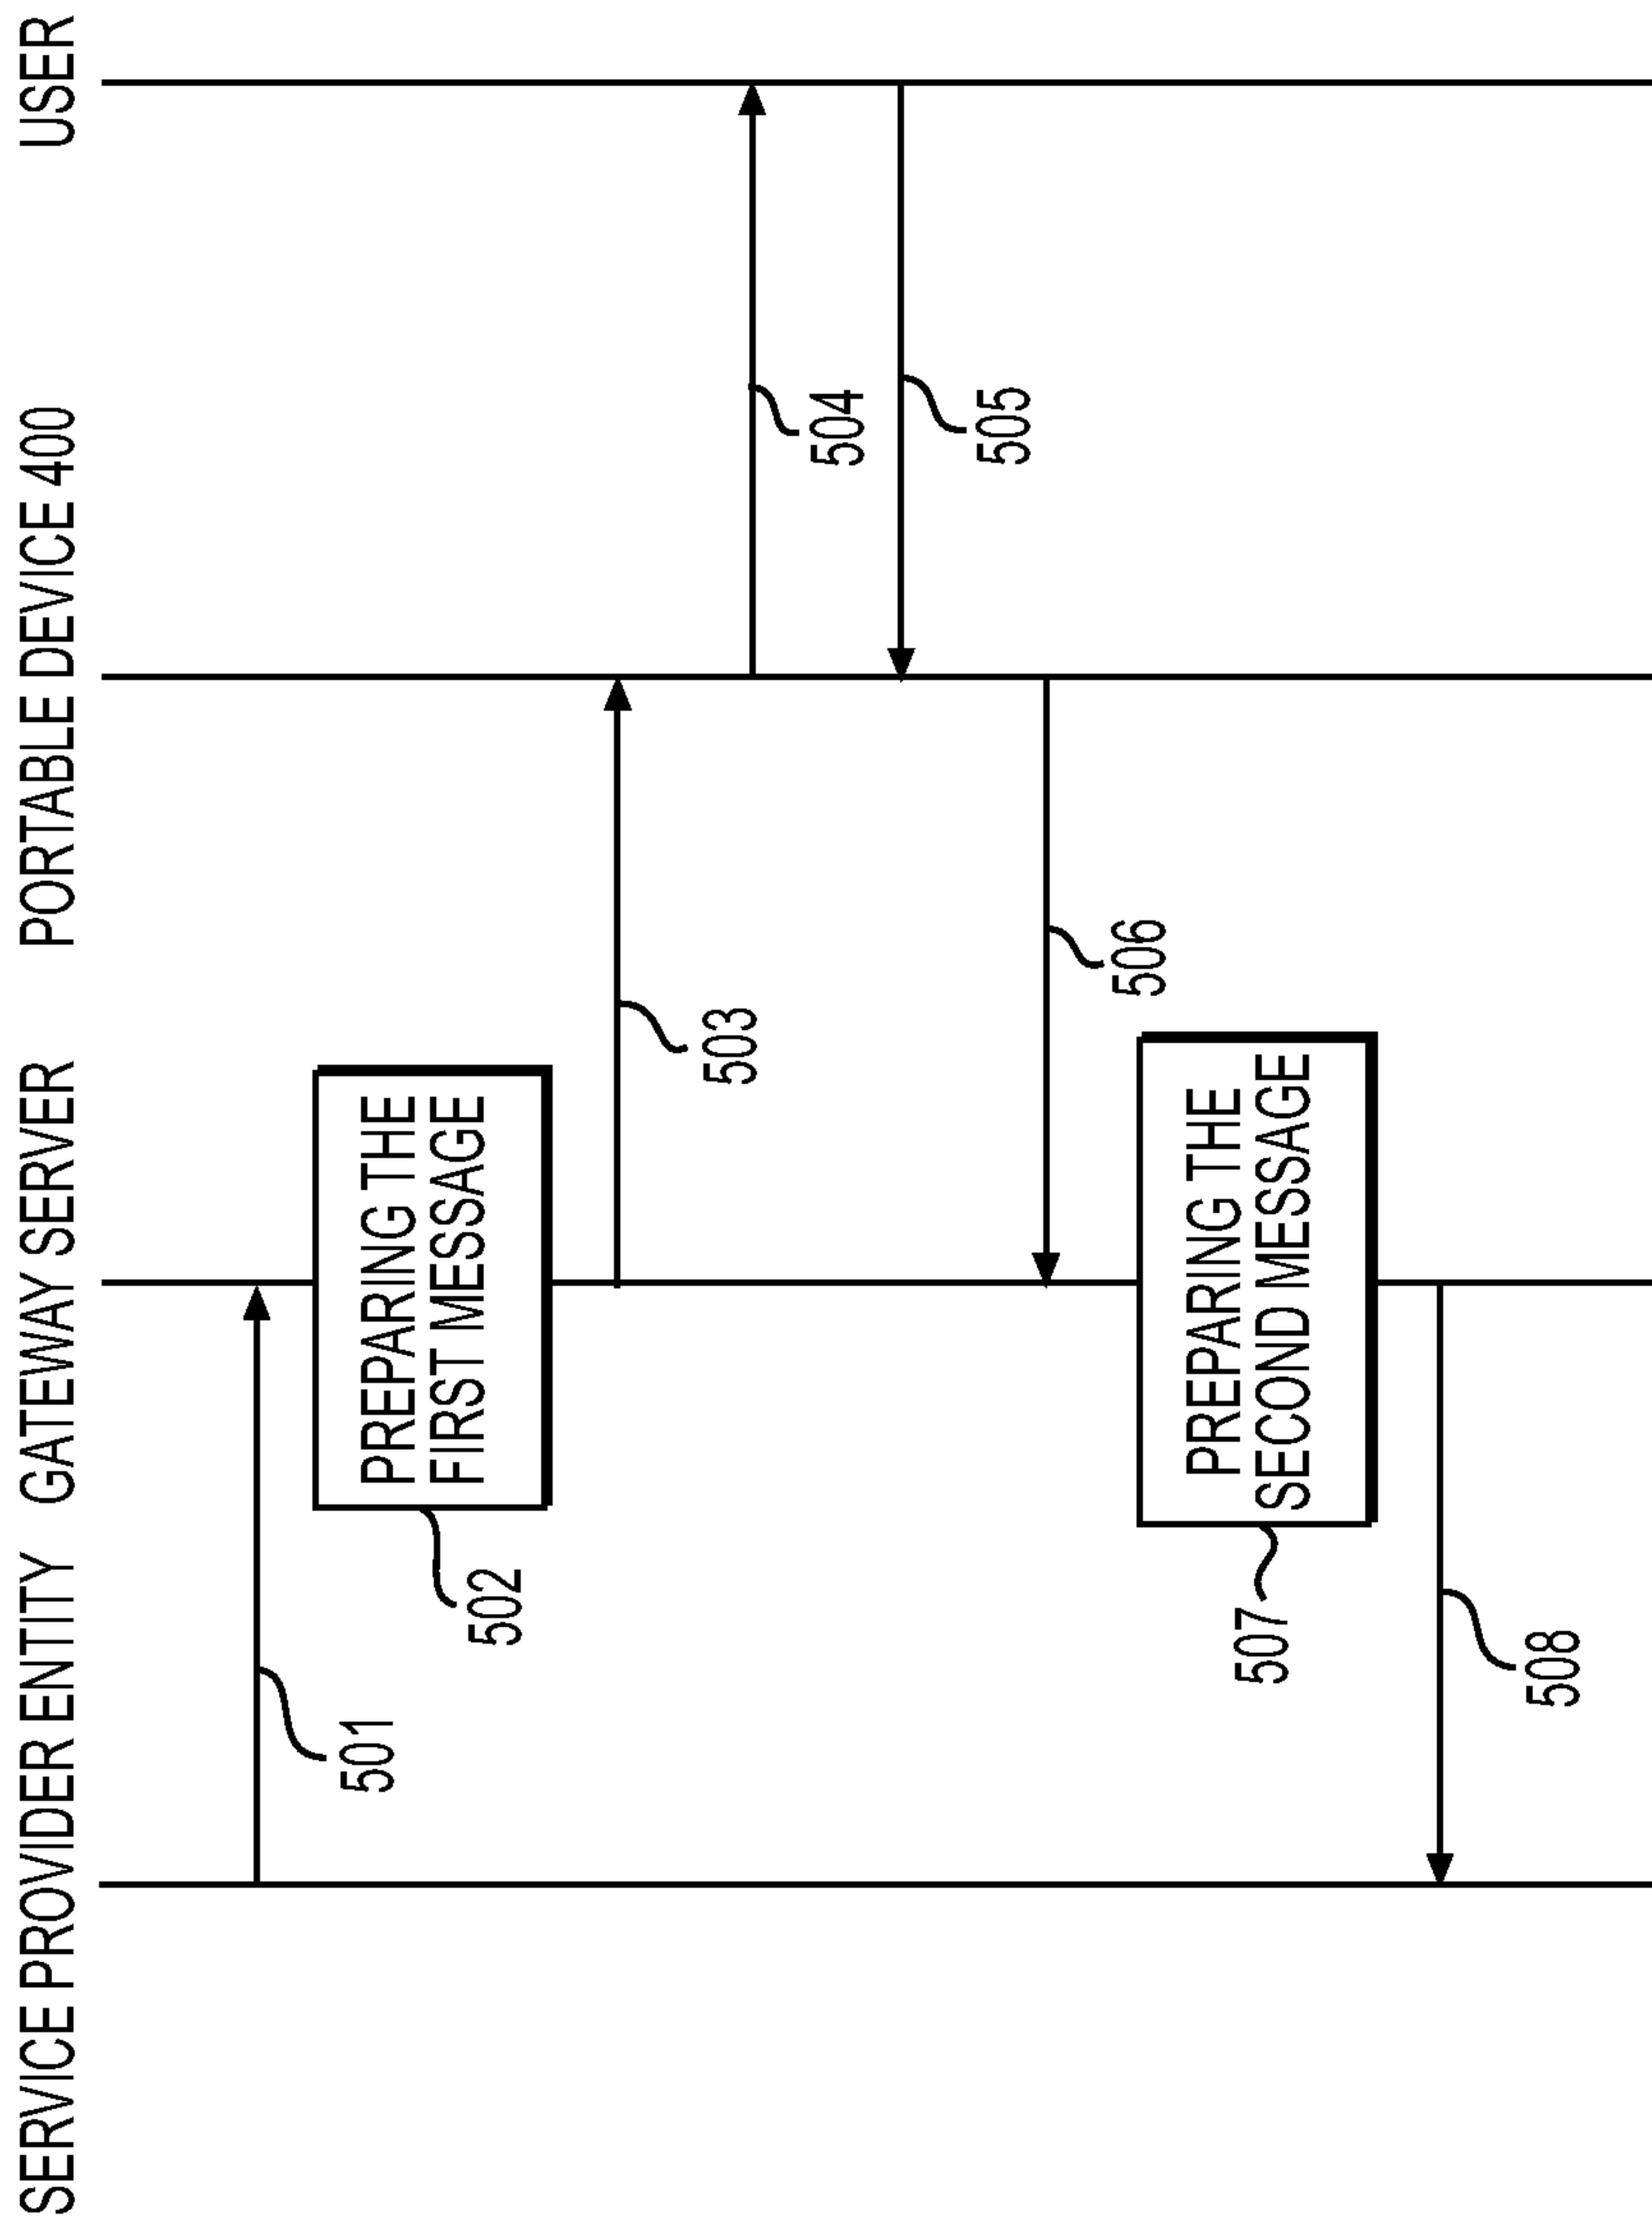 SERVICE PROVIDER ENTITY
GATEWAY SERVER
PORTABLE DEVICE 400
USER
501
PREPARING THE
FIRST MESSAGE
502
503
504
505
506
PREPARING THE
SECOND MESSAGE
507
508